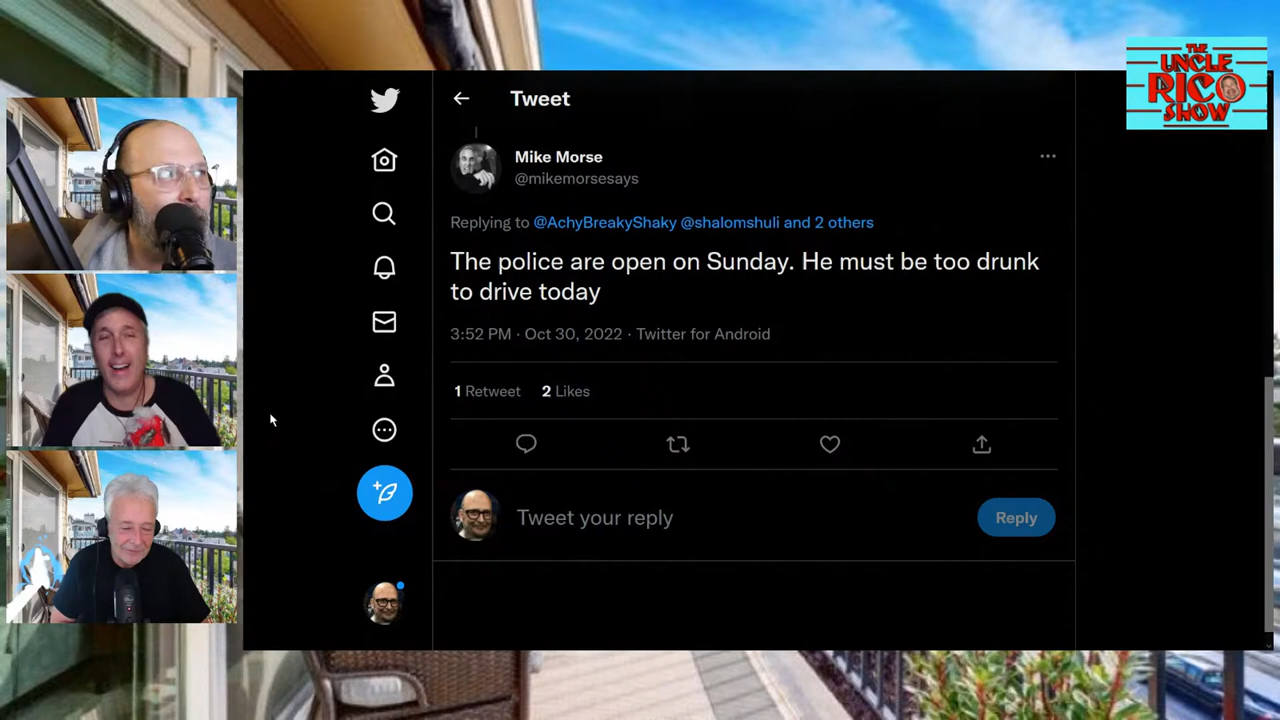 THE
UNCLE
RICO
SHOW
Tweet
Mike Morse
@mikemorsesays
Replying to @AchyBreakyShaky @shalomshuli and 2 others
The police are open on Sunday. He must be too drunk
to drive today
3:52 PM · Oct 30, 2022 · Twitter for Android
1 Retweet 2 Likes
Tweet your reply
Reply